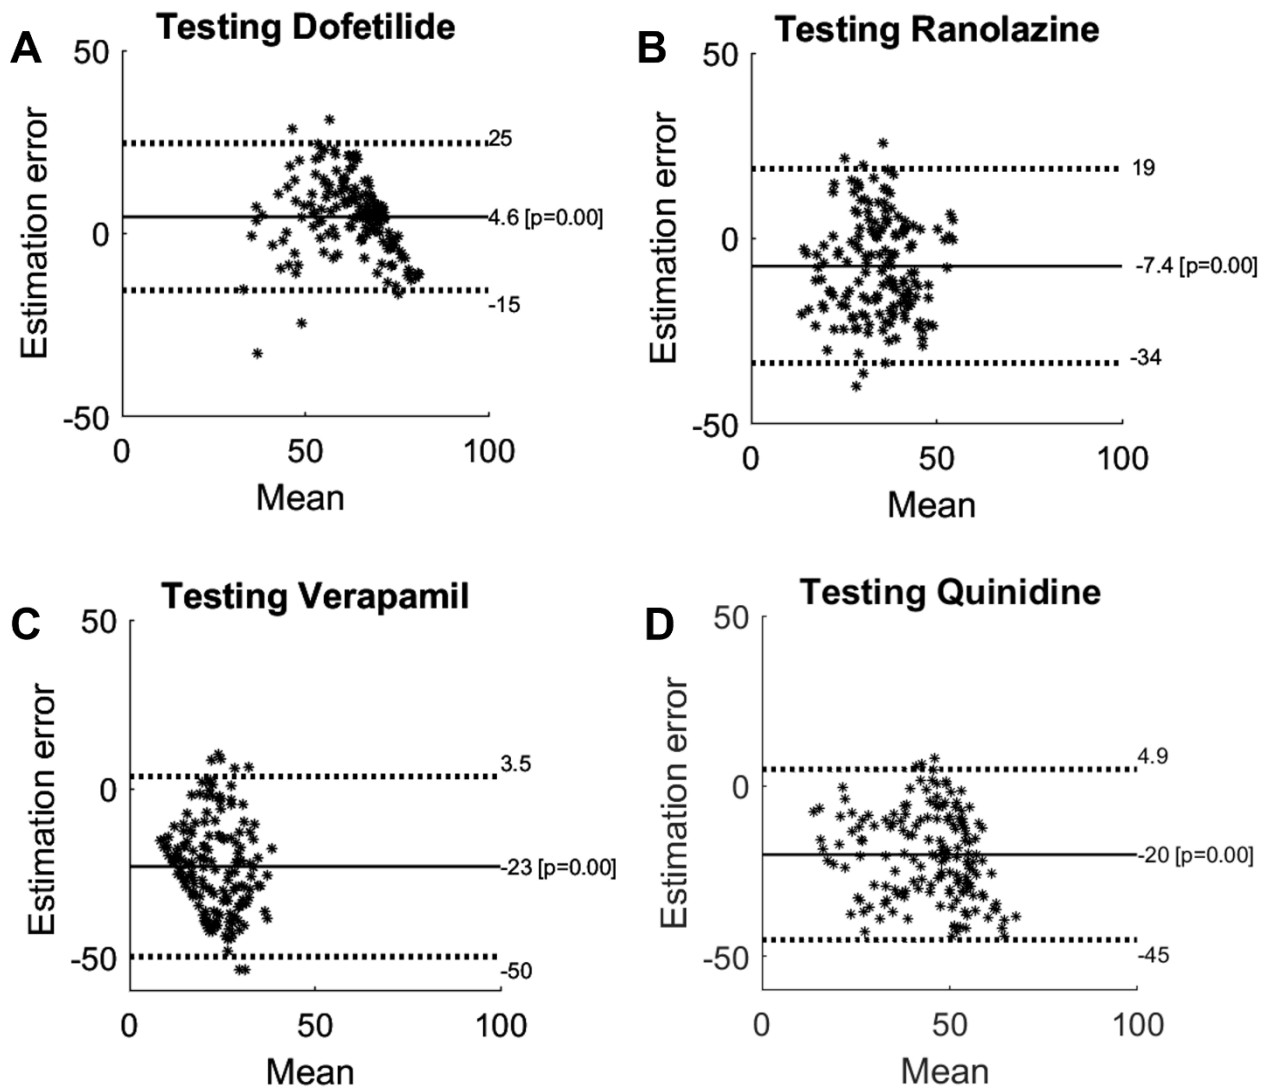 A
Testing Dofetilide
50
0
-50
Estimation error
25
4.6 [p=0.00]
-15
0
50
100
Mean
B
Testing Ranolazine
50
0
-50
Estimation error
19
-7.4 [p=0.00]
-34
0
50
100
Mean
C
Testing Verapamil
50
0
-50
Estimation error
3.5
-23 [p=0.00]
-50
0
50
100
Mean
D
Testing Quinidine
50
0
-50
Estimation error
4.9
-20 [p=0.00]
-45
0
50
100
Mean